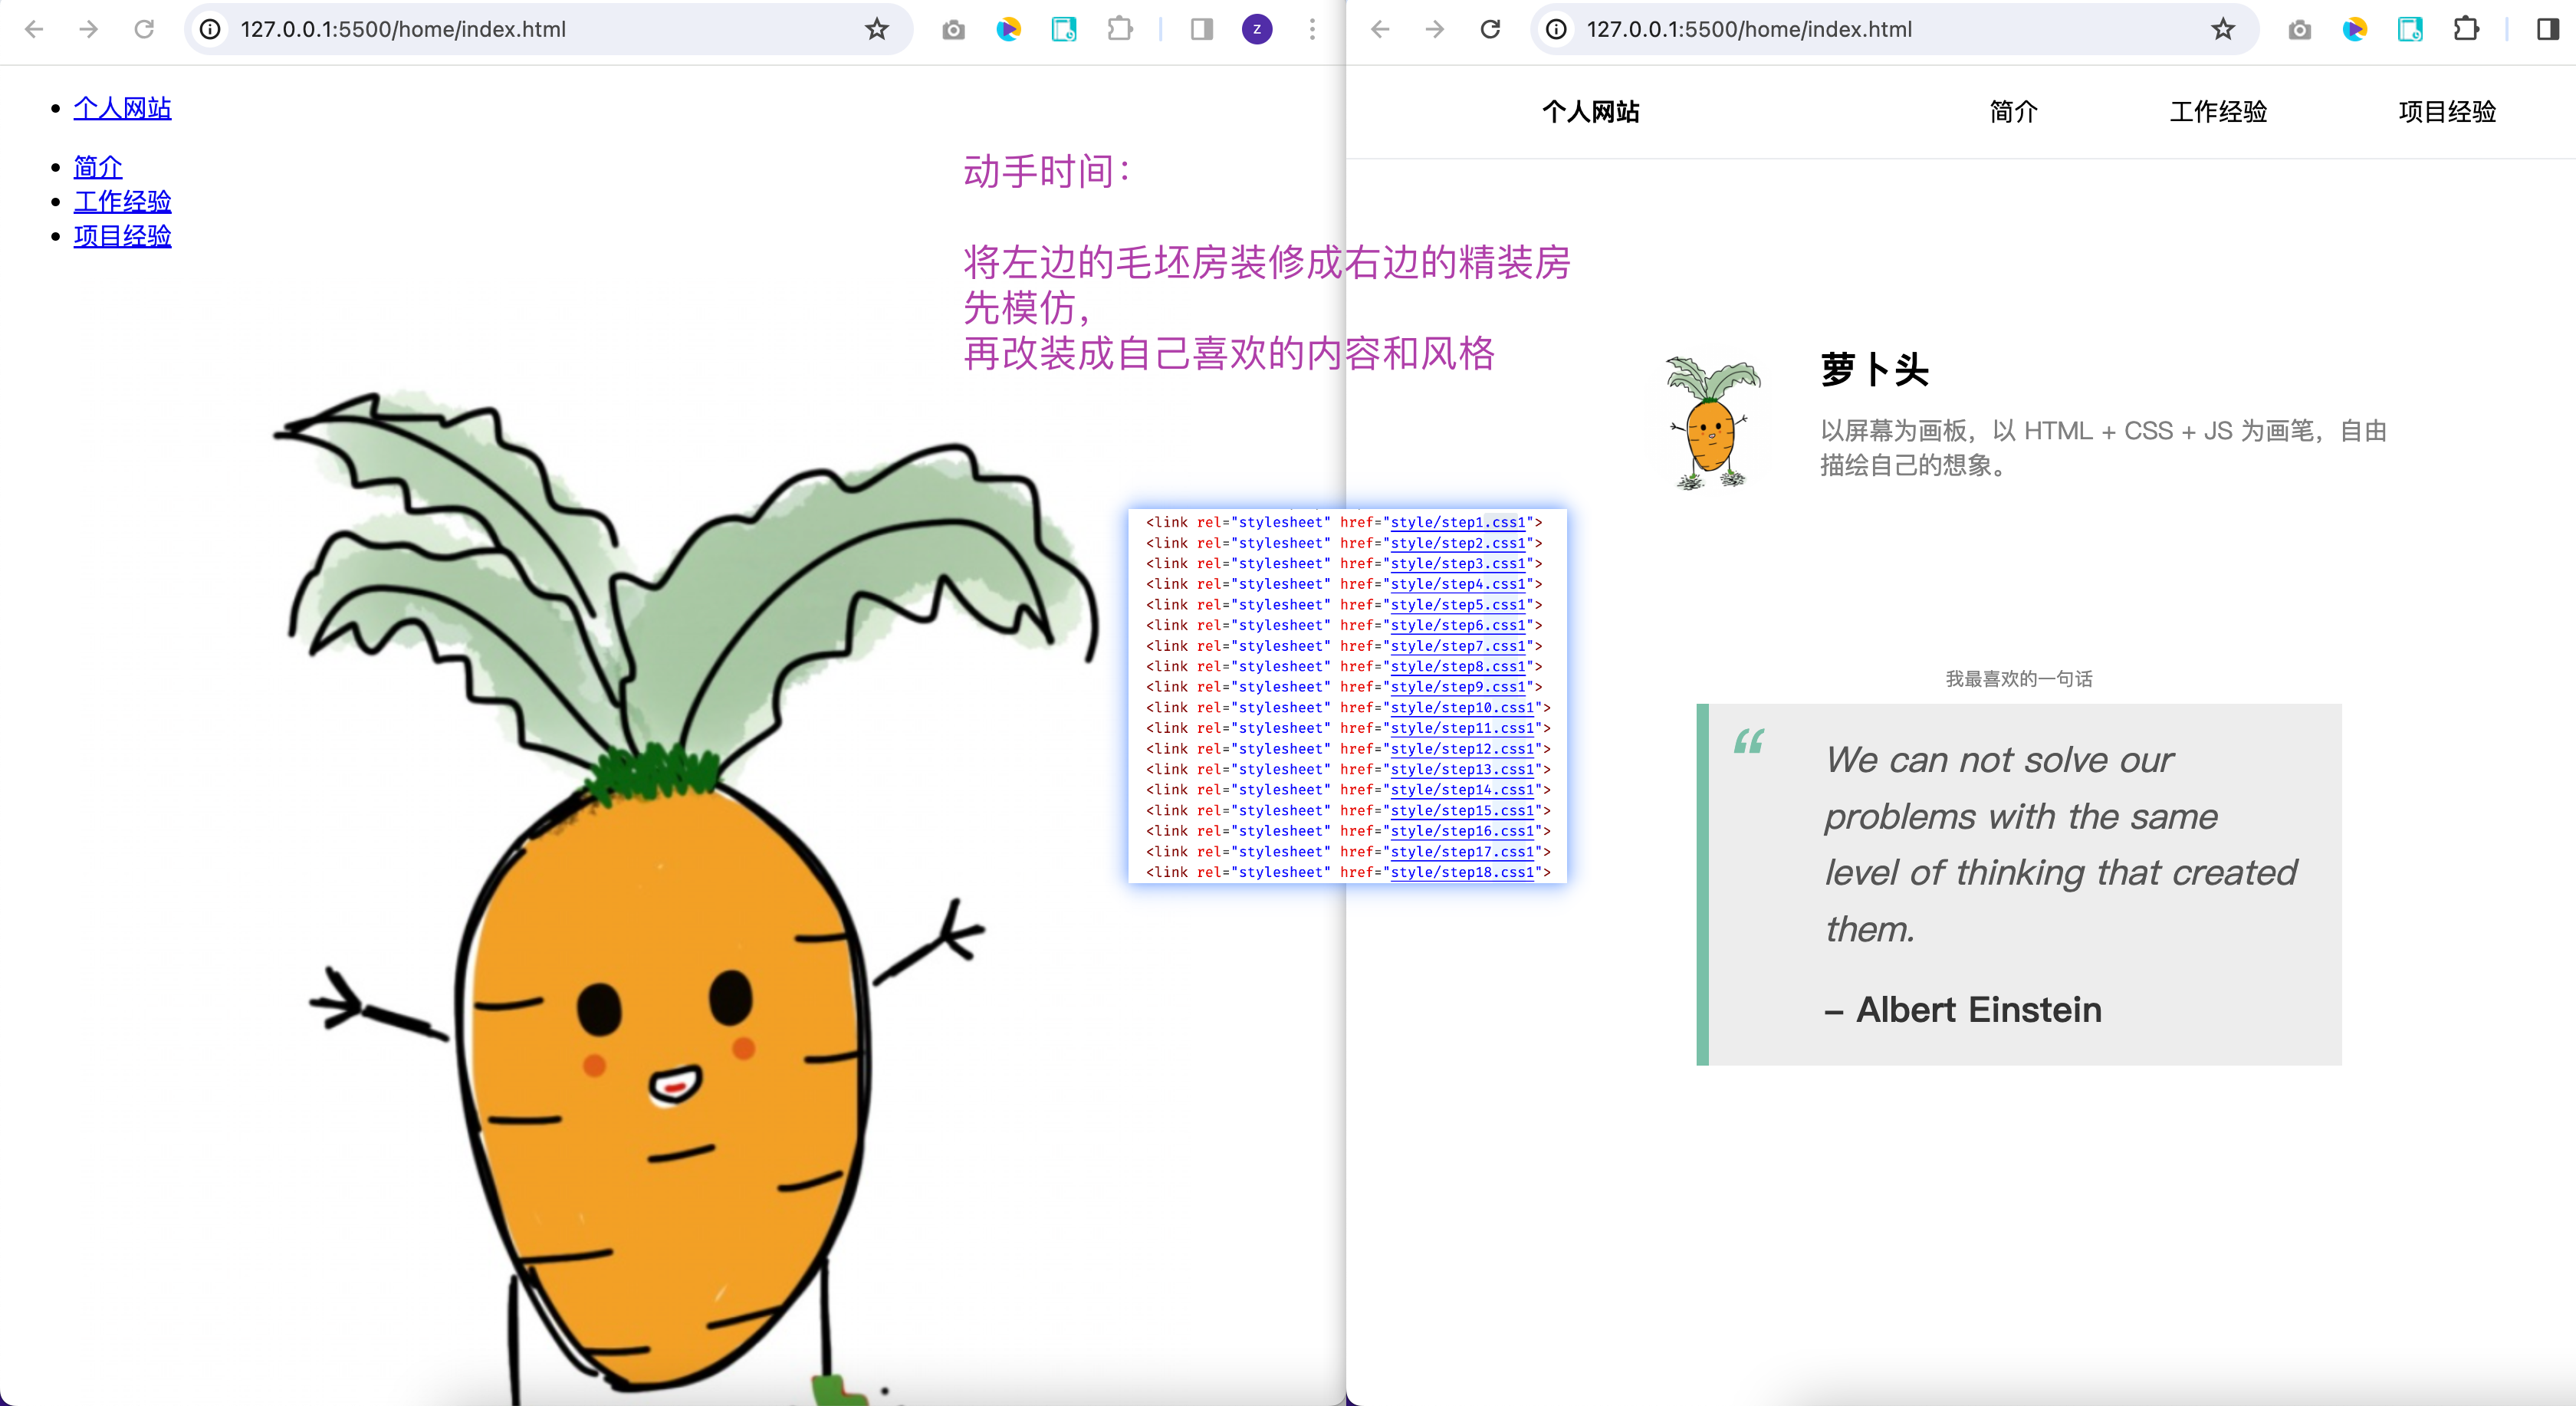 127.0.0.1:5500/home/index.html
z
个人网站
简介
工作经验
项目经验
动手时间：
将左边的毛坯房装修成右边的精装房
先模仿，
再改装成自己喜欢的内容和风格
<link rel="stylesheet" href="style/step1.css1">
<link rel="stylesheet" href="style/step2.css1">
<link rel="stylesheet" href="style/step3.css1">
<link rel="stylesheet" href="style/step4.css1">
<link rel="stylesheet" href="style/step5.css1">
<link rel="stylesheet" href="style/step6.css1">
<link rel="stylesheet" href="style/step7.css1">
<link rel="stylesheet" href="style/step8.css1">
<link rel="stylesheet" href="style/step9.css1">
<link rel="stylesheet" href="style/step10.css1">
<link rel="stylesheet" href="style/step11.css1">
<link rel="stylesheet" href="style/step12.css1">
<link rel="stylesheet" href="style/step13.css1">
<link rel="stylesheet" href="style/step14.css1">
<link rel="stylesheet" href="style/step15.css1">
<link rel="stylesheet" href="style/step16.css1">
<link rel="stylesheet" href="style/step17.css1">
<link rel="stylesheet" href="style/step18.css1">
127.0.0.1:5500/home/index.html
个人网站 简介 工作经验 项目经验
萝卜头
以屏幕为画板，以 HTML + CSS + JS 为画笔，自由
描绘自己的想象。
我最喜欢的一句话
“ We can not solve our
problems with the same
level of thinking that created
them.
– Albert Einstein